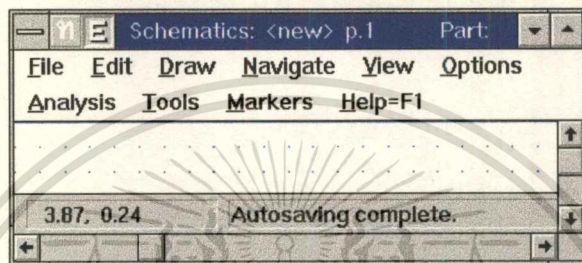 ก E Schematics: <new> p.1 Part:
File Edit Draw Navigate View Options
Analysis Tools Markers Help=F1
3.87, 0.24 Autosaving complete.